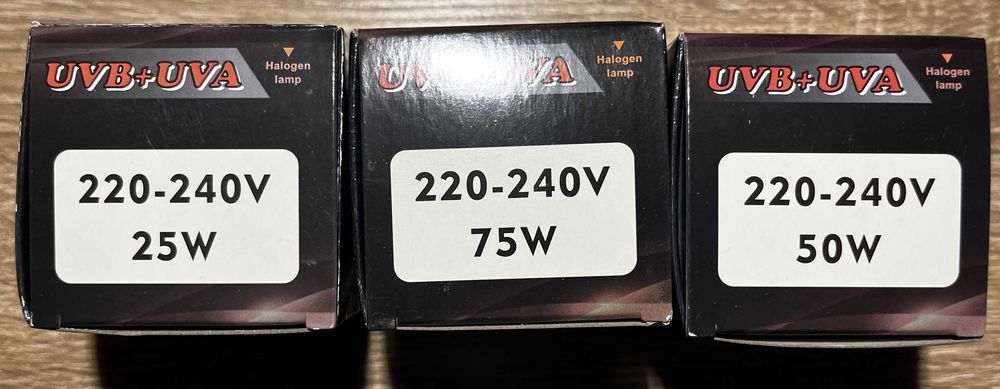 UVB+UVA
Halogen
lamp
220-240V
25W
UVB+UVA
Halogen
lamp
220-240V
75W
UVB+UVA
Halogen
lamp
220-240V
50W